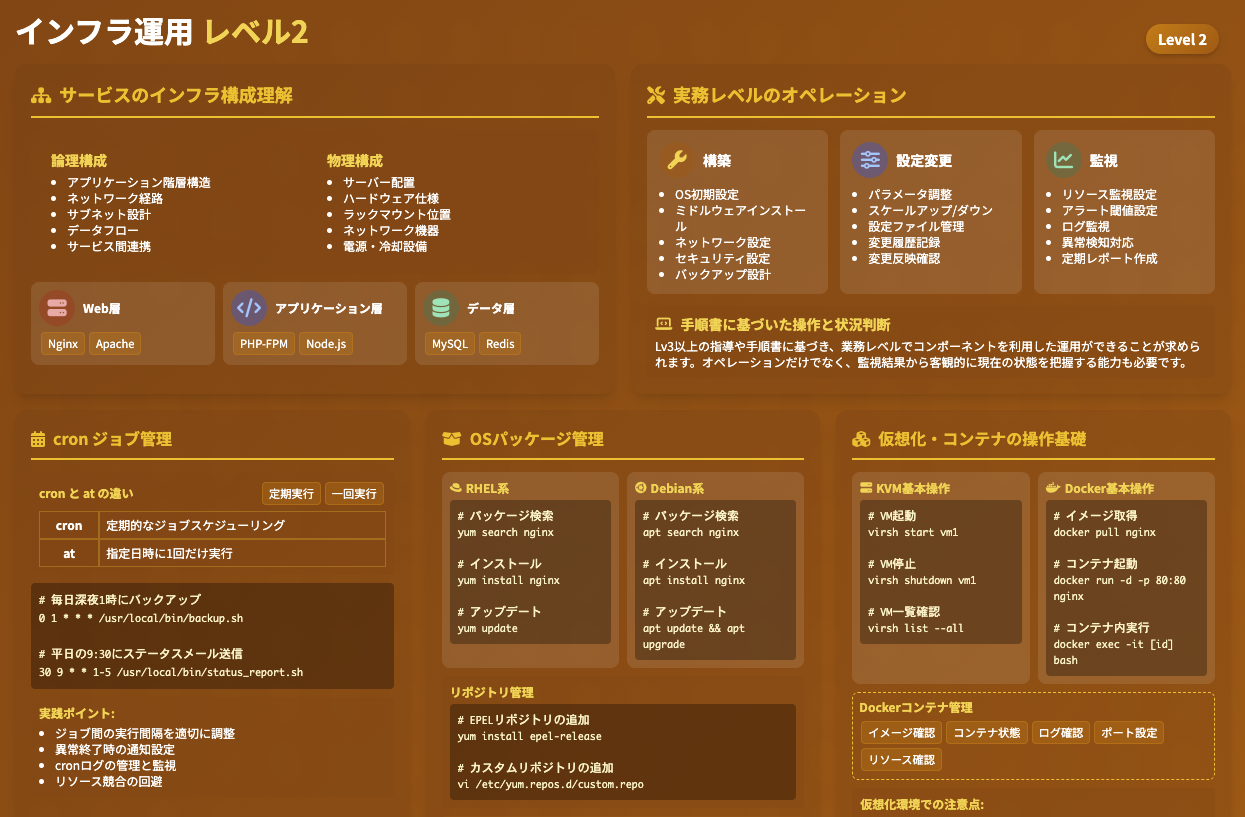 インフラ運用 レベル2
Level 2
サービスのインフラ構成理解
論理構成
アプリケーション階層構造
ネットワーク経路
サブネット設計
データフロー
サービス間連携
物理構成
サーバー配置
ハードウェア仕様
ラックマウント位置
ネットワーク機器
電源・冷却設備
Web層
Nginx
Apache
アプリケーション層
PHP-FPM
Node.js
データ層
MySQL
Redis
実務レベルのオペレーション
構築
OS初期設定
ミドルウェアインストー
ル
ネットワーク設定
セキュリティ設定
バックアップ設計
設定変更
パラメータ調整
スケールアップ/ダウン
設定ファイル管理
変更履歴記録
変更反映確認
監視
リソース監視設定
アラート閾値設定
ログ監視
異常検知対応
定期レポート作成
手順書に基づいた操作と状況判断
Lv3以上の指導や手順書に基づき、業務レベルでコンポーネントを利用した運用ができることが求めら
れます。オペレーションだけでなく、監視結果から客観的に現在の状態を把握する能力も必要です。
cron ジョブ管理
cron と at の違い
定期実行
一回実行
cron 定期的なジョブスケジューリング
at 指定日時に1回だけ実行
# 毎日深夜1時にバックアップ
0 1 * * * /usr/local/bin/backup.sh
# 平日の9:30にステータスメール送信
30 9 * * 1-5 /usr/local/bin/status_report.sh
実践ポイント:
ジョブ間の実行間隔を適切に調整
異常終了時の通知設定
cronログの管理と監視
リソース競合の回避
OSパッケージ管理
RHEL系
# パッケージ検索
yum search nginx
# インストール
yum install nginx
# アップデート
yum update
Debian系
# パッケージ検索
apt search nginx
# インストール
apt install nginx
# アップデート
apt update && apt
upgrade
リポジトリ管理
# EPELリポジトリの追加
yum install epel-release
# カスタムリポジトリの追加
vi /etc/yum.repos.d/custom.repo
仮想化・コンテナの操作基礎
KVM基本操作
# VM起動
virsh start vm1
# VM停止
virsh shutdown vm1
# VM一覧確認
virsh list --all
Docker基本操作
# イメージ取得
docker pull nginx
# コンテナ起動
docker run -d -p 80:80
nginx
# コンテナ内実行
docker exec -it [id]
bash
Dockerコンテナ管理
イメージ確認
コンテナ状態
ログ確認
ポート設定
リソース確認
仮想化環境での注意点: